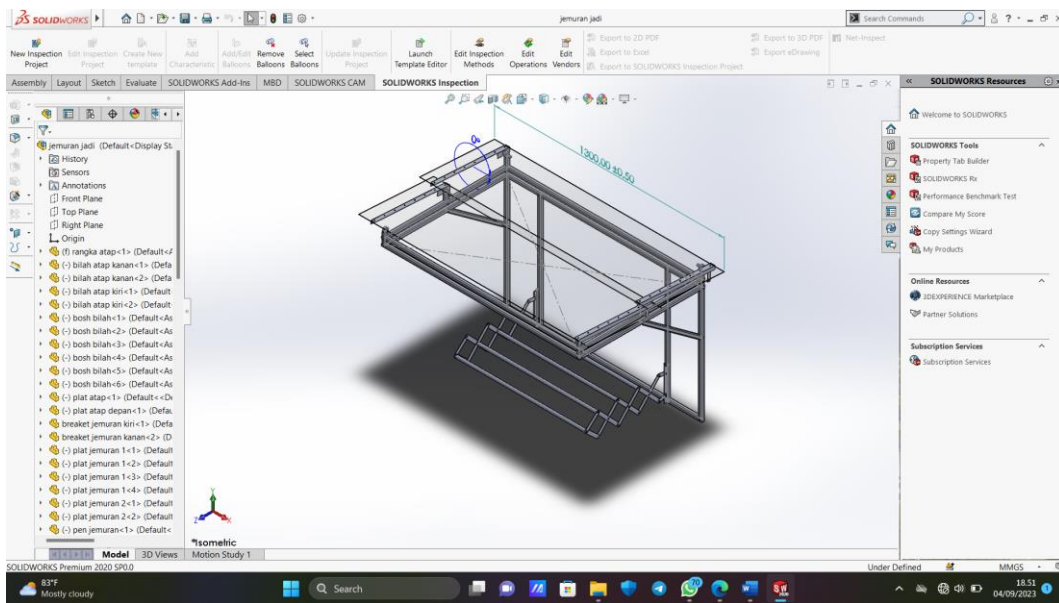 SOLIDWORKS
jemuran jadi
Search Commands
New Inspection Project
Edit Inspection Project
Create New template
Add Characteristic
Add/Edit Balloons
Remove Balloons
Select Balloons
Update Inspection Project
Launch Template Editor
Edit Inspection Methods
Edit Operations
Edit Vendors
Export to 2D PDF
Export to Excel
Export to SOLIDWORKS Inspection Project
Export to 3D PDF
Export eDrawing
Net-Inspect
Assembly
Layout
Sketch
Evaluate
SOLIDWORKS Add-Ins
MBD
SOLIDWORKS CAM
SOLIDWORKS Inspection
jemuran jadi (Default<Display St.
History
Sensors
Annotations
Front Plane
Top Plane
Right Plane
Origin
(f) rangka atap<1> (Default<
(-) bilah atap kanan<1> (Defa
(-) bilah atap kanan<2> (Defa
(-) bilah atap kiri<1> (Default
(-) bilah atap kiri<2> (Default
(-) bosh bilah<1> (Default<As
(-) bosh bilah<2> (Default<As
(-) bosh bilah<3> (Default<As
(-) bosh bilah<4> (Default<As
(-) bosh bilah<5> (Default<As
(-) bosh bilah<6> (Default<As
(-) plat atap<1> (Default<<D
(-) plat atap depan<1> (Defau
breaket jemuran kiri<1> (Defa
breaket jemuran kanan<2> (D
(-) plat jemuran 1<1> (Default
(-) plat jemuran 1<2> (Default
(-) plat jemuran 1<3> (Default
(-) plat jemuran 1<4> (Default
(-) plat jemuran 2<1> (Default
(-) plat jemuran 2<2> (Default
(-) pen jemuran<1> (Default<
1300,00 ±0,50
Y
Z
X
*Isometric
SOLIDWORKS Resources
Welcome to SOLIDWORKS
SOLIDWORKS Tools
Property Tab Builder
SOLIDWORKS Rx
Performance Benchmark Test
Compare My Score
Copy Settings Wizard
My Products
Online Resources
3DEXPERIENCE Marketplace
Partner Solutions
Subscription Services
Subscription Services
Model
3D Views
Motion Study 1
SOLIDWORKS Premium 2020 SP0.0
Under Defined
MMGS
83°F
Mostly cloudy
Search
70
18.51
04/09/2023